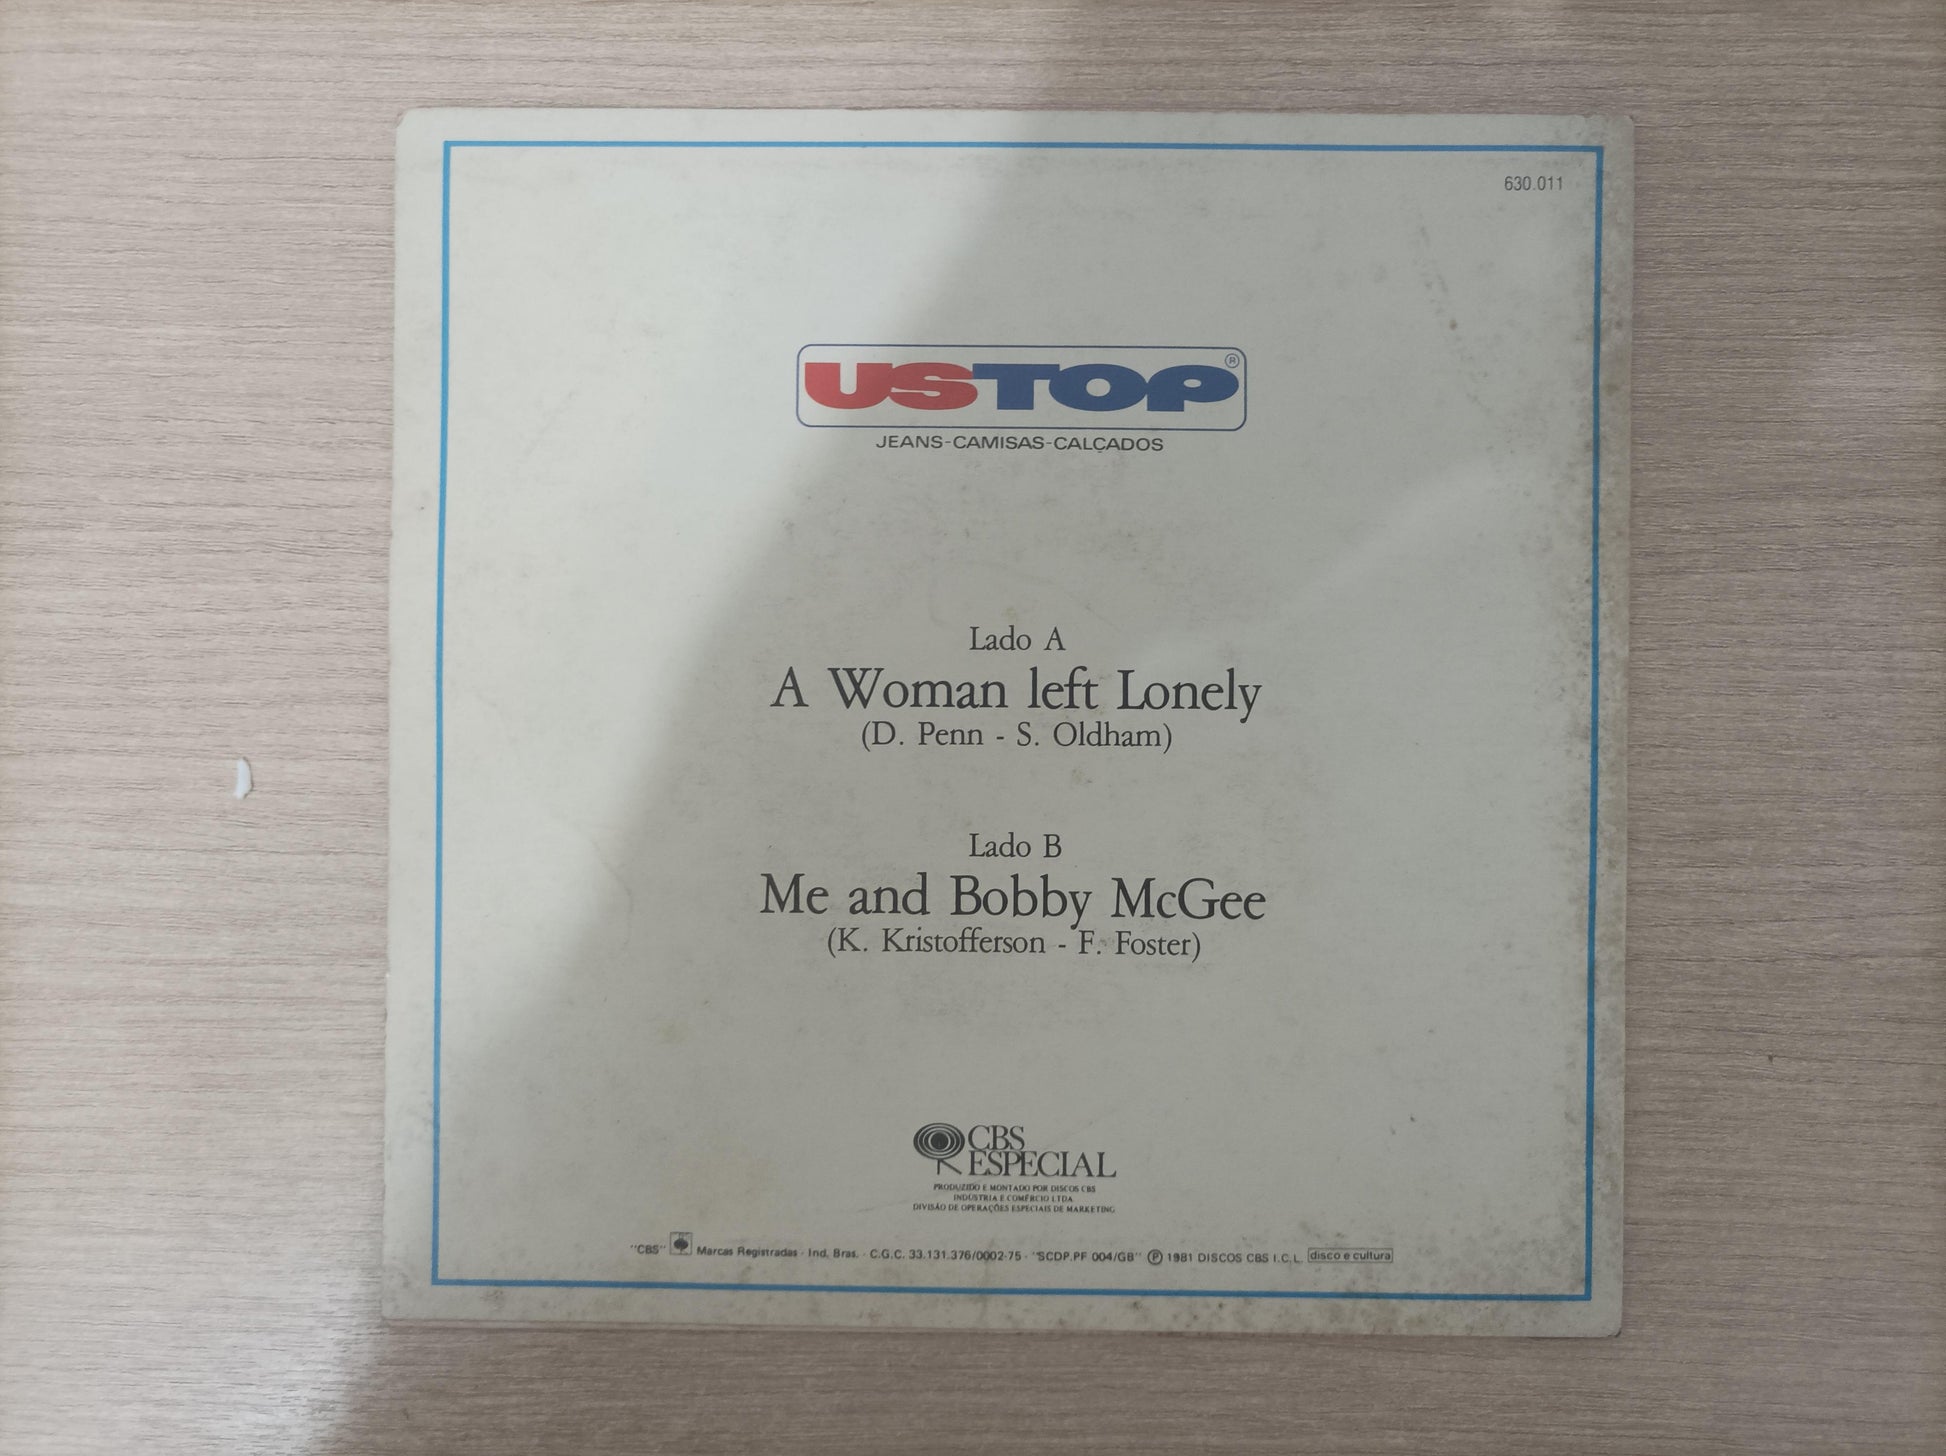 630.011
USTOP®
JEANS-CAMISAS-CALÇADOS
Lado A
A Woman left Lonely
(D. Penn - S. Oldham)
Lado B
Me and Bobby McGee
(K. Kristofferson - F. Foster)
CBS
ESPECIAL
PRODUZIDO E MONTADO POR DISCOS CBS
INDÚSTRIA E COMÉRCIO LTDA
DIVISÃO DE OPERAÇÕES ESPECIAIS DE MARKETING
"CBS" Marcas Registradas - Ind. Bras. - C.G.C. 33.131.376/0002-75 - "SCDP.PF 004/GB" ℗ 1981 DISCOS CBS I.C.L. disco e cultura